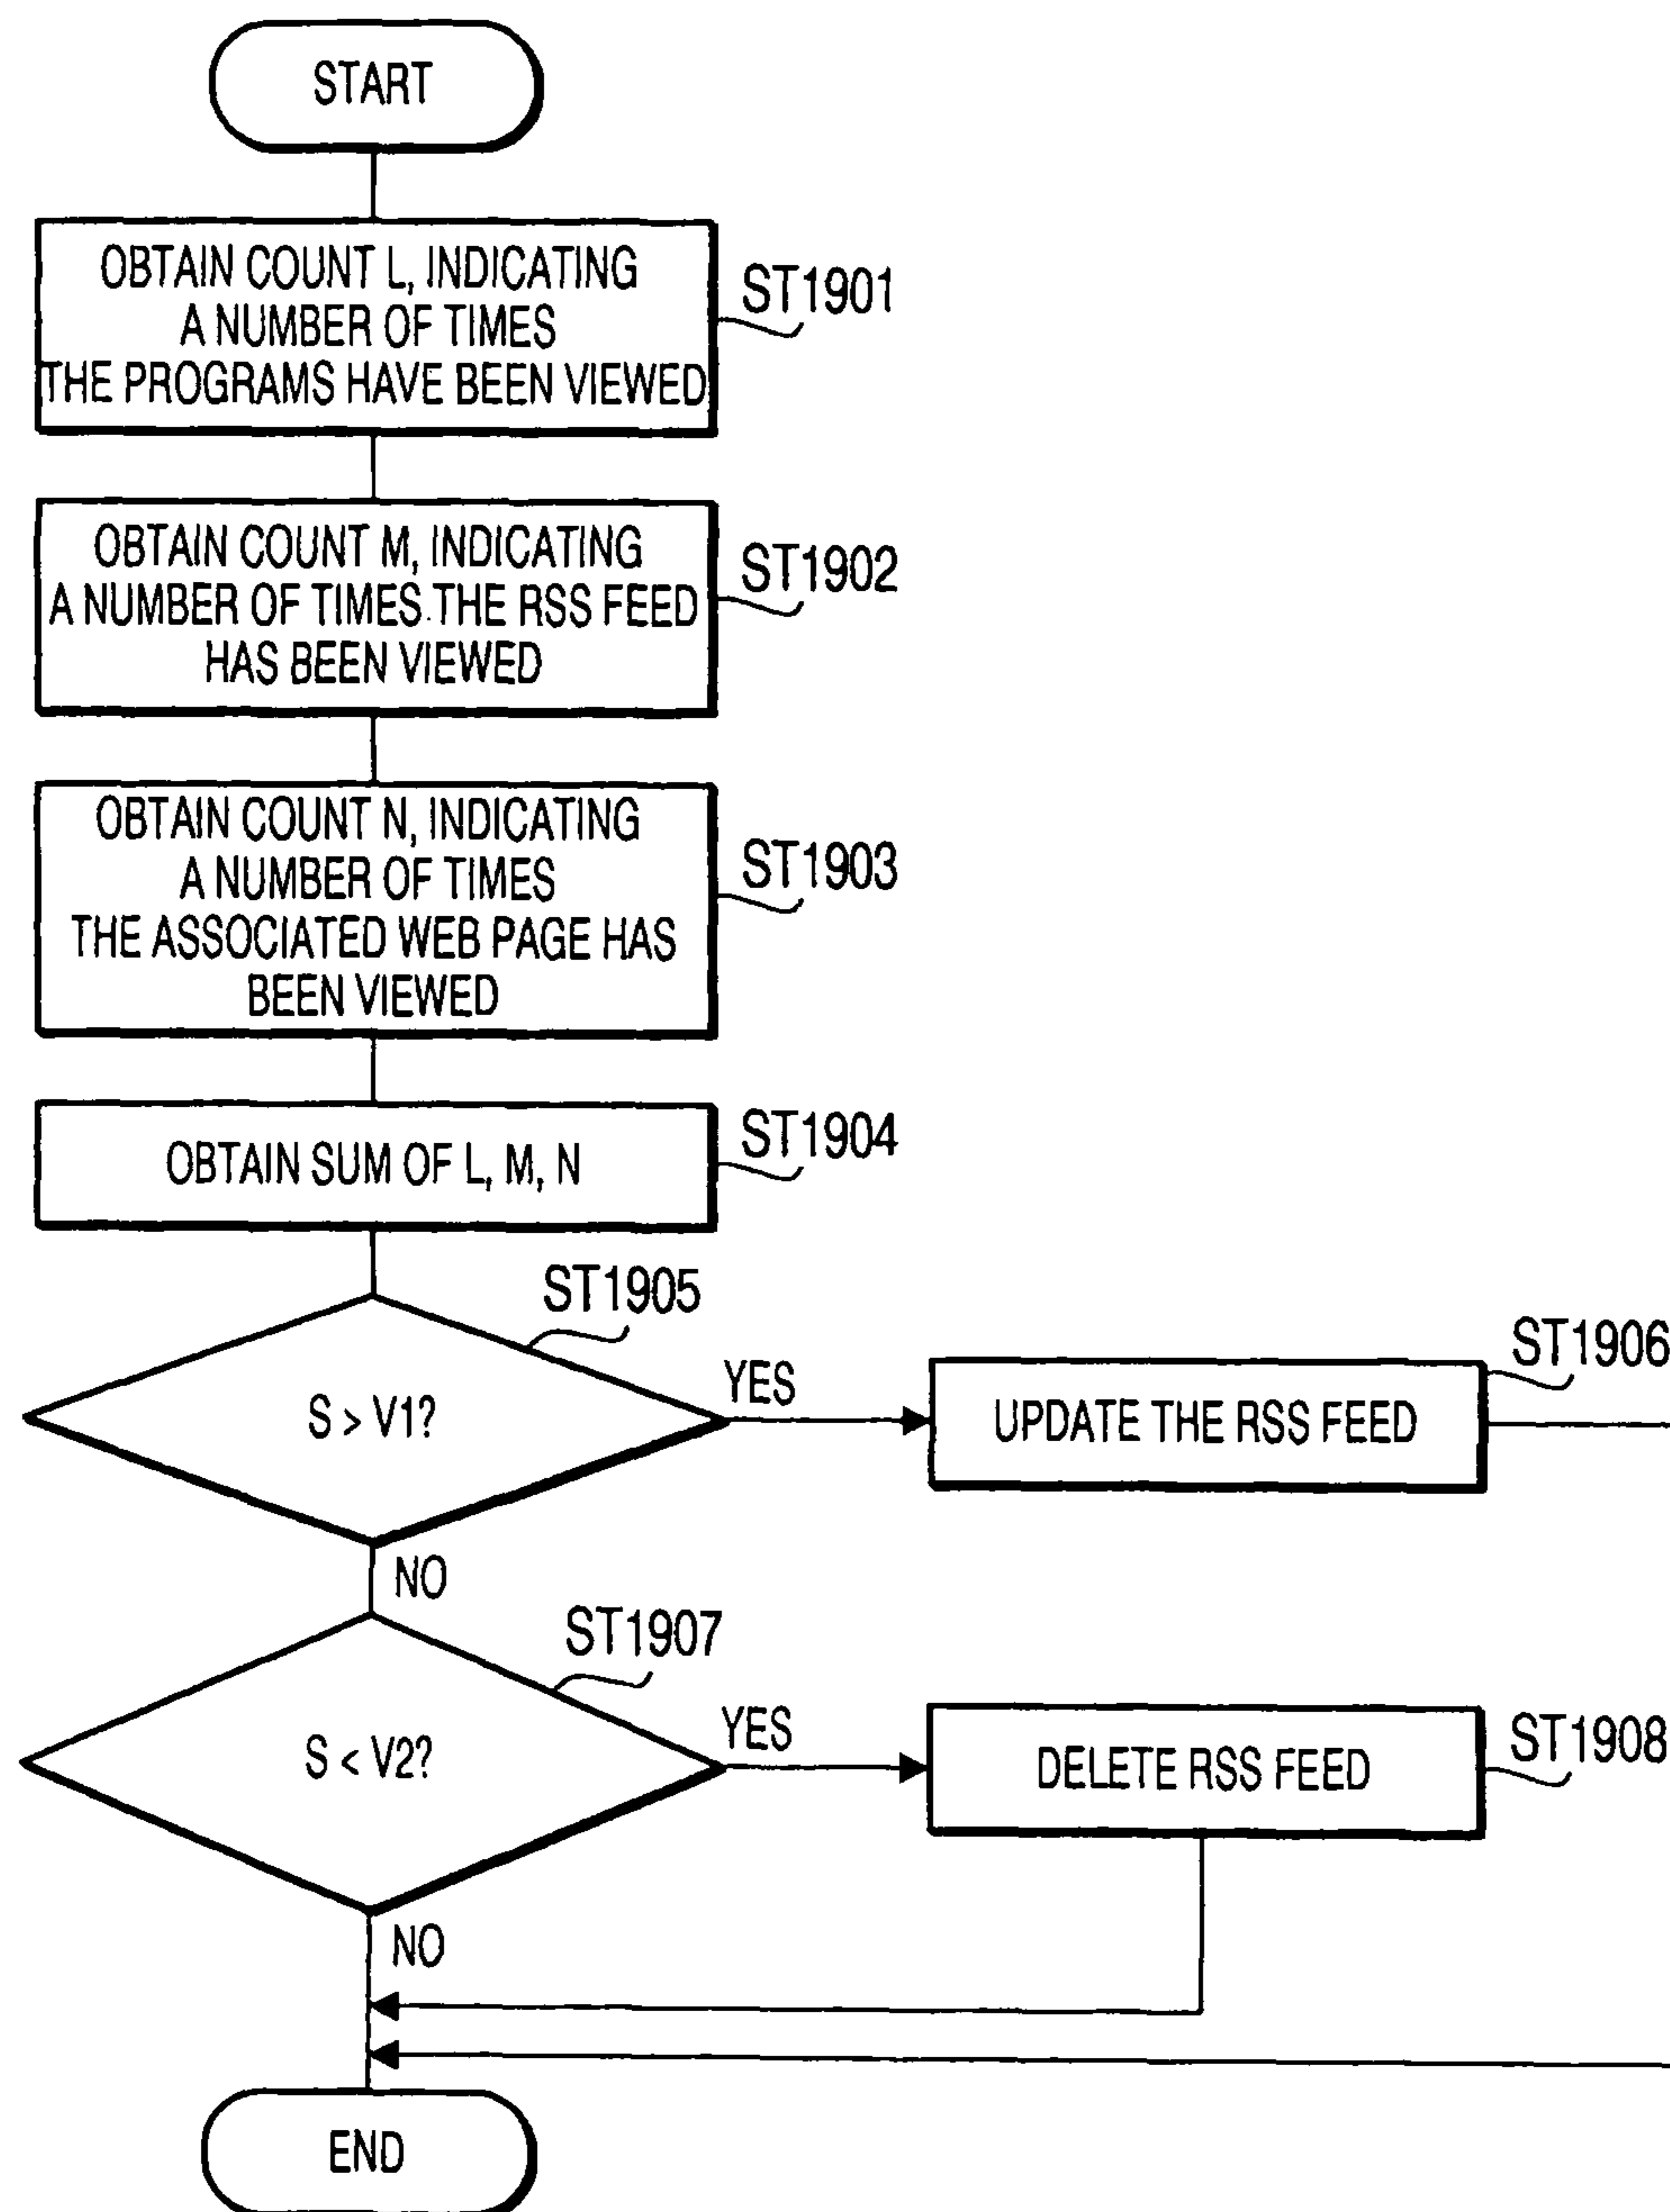 START
OBTAIN COUNT L, INDICATING
A NUMBER OF TIMES
THE PROGRAMS HAVE BEEN VIEWED
ST1901
OBTAIN COUNT M, INDICATING
A NUMBER OF TIMES THE RSS FEED
HAS BEEN VIEWED
ST1902
OBTAIN COUNT N, INDICATING
A NUMBER OF TIMES
THE ASSOCIATED WEB PAGE HAS
BEEN VIEWED
ST1903
OBTAIN SUM OF L, M, N
ST1904
ST1905
S > V1?
YES
UPDATE THE RSS FEED
ST1906
NO
ST1907
S < V2?
YES
DELETE RSS FEED
ST1908
NO
END